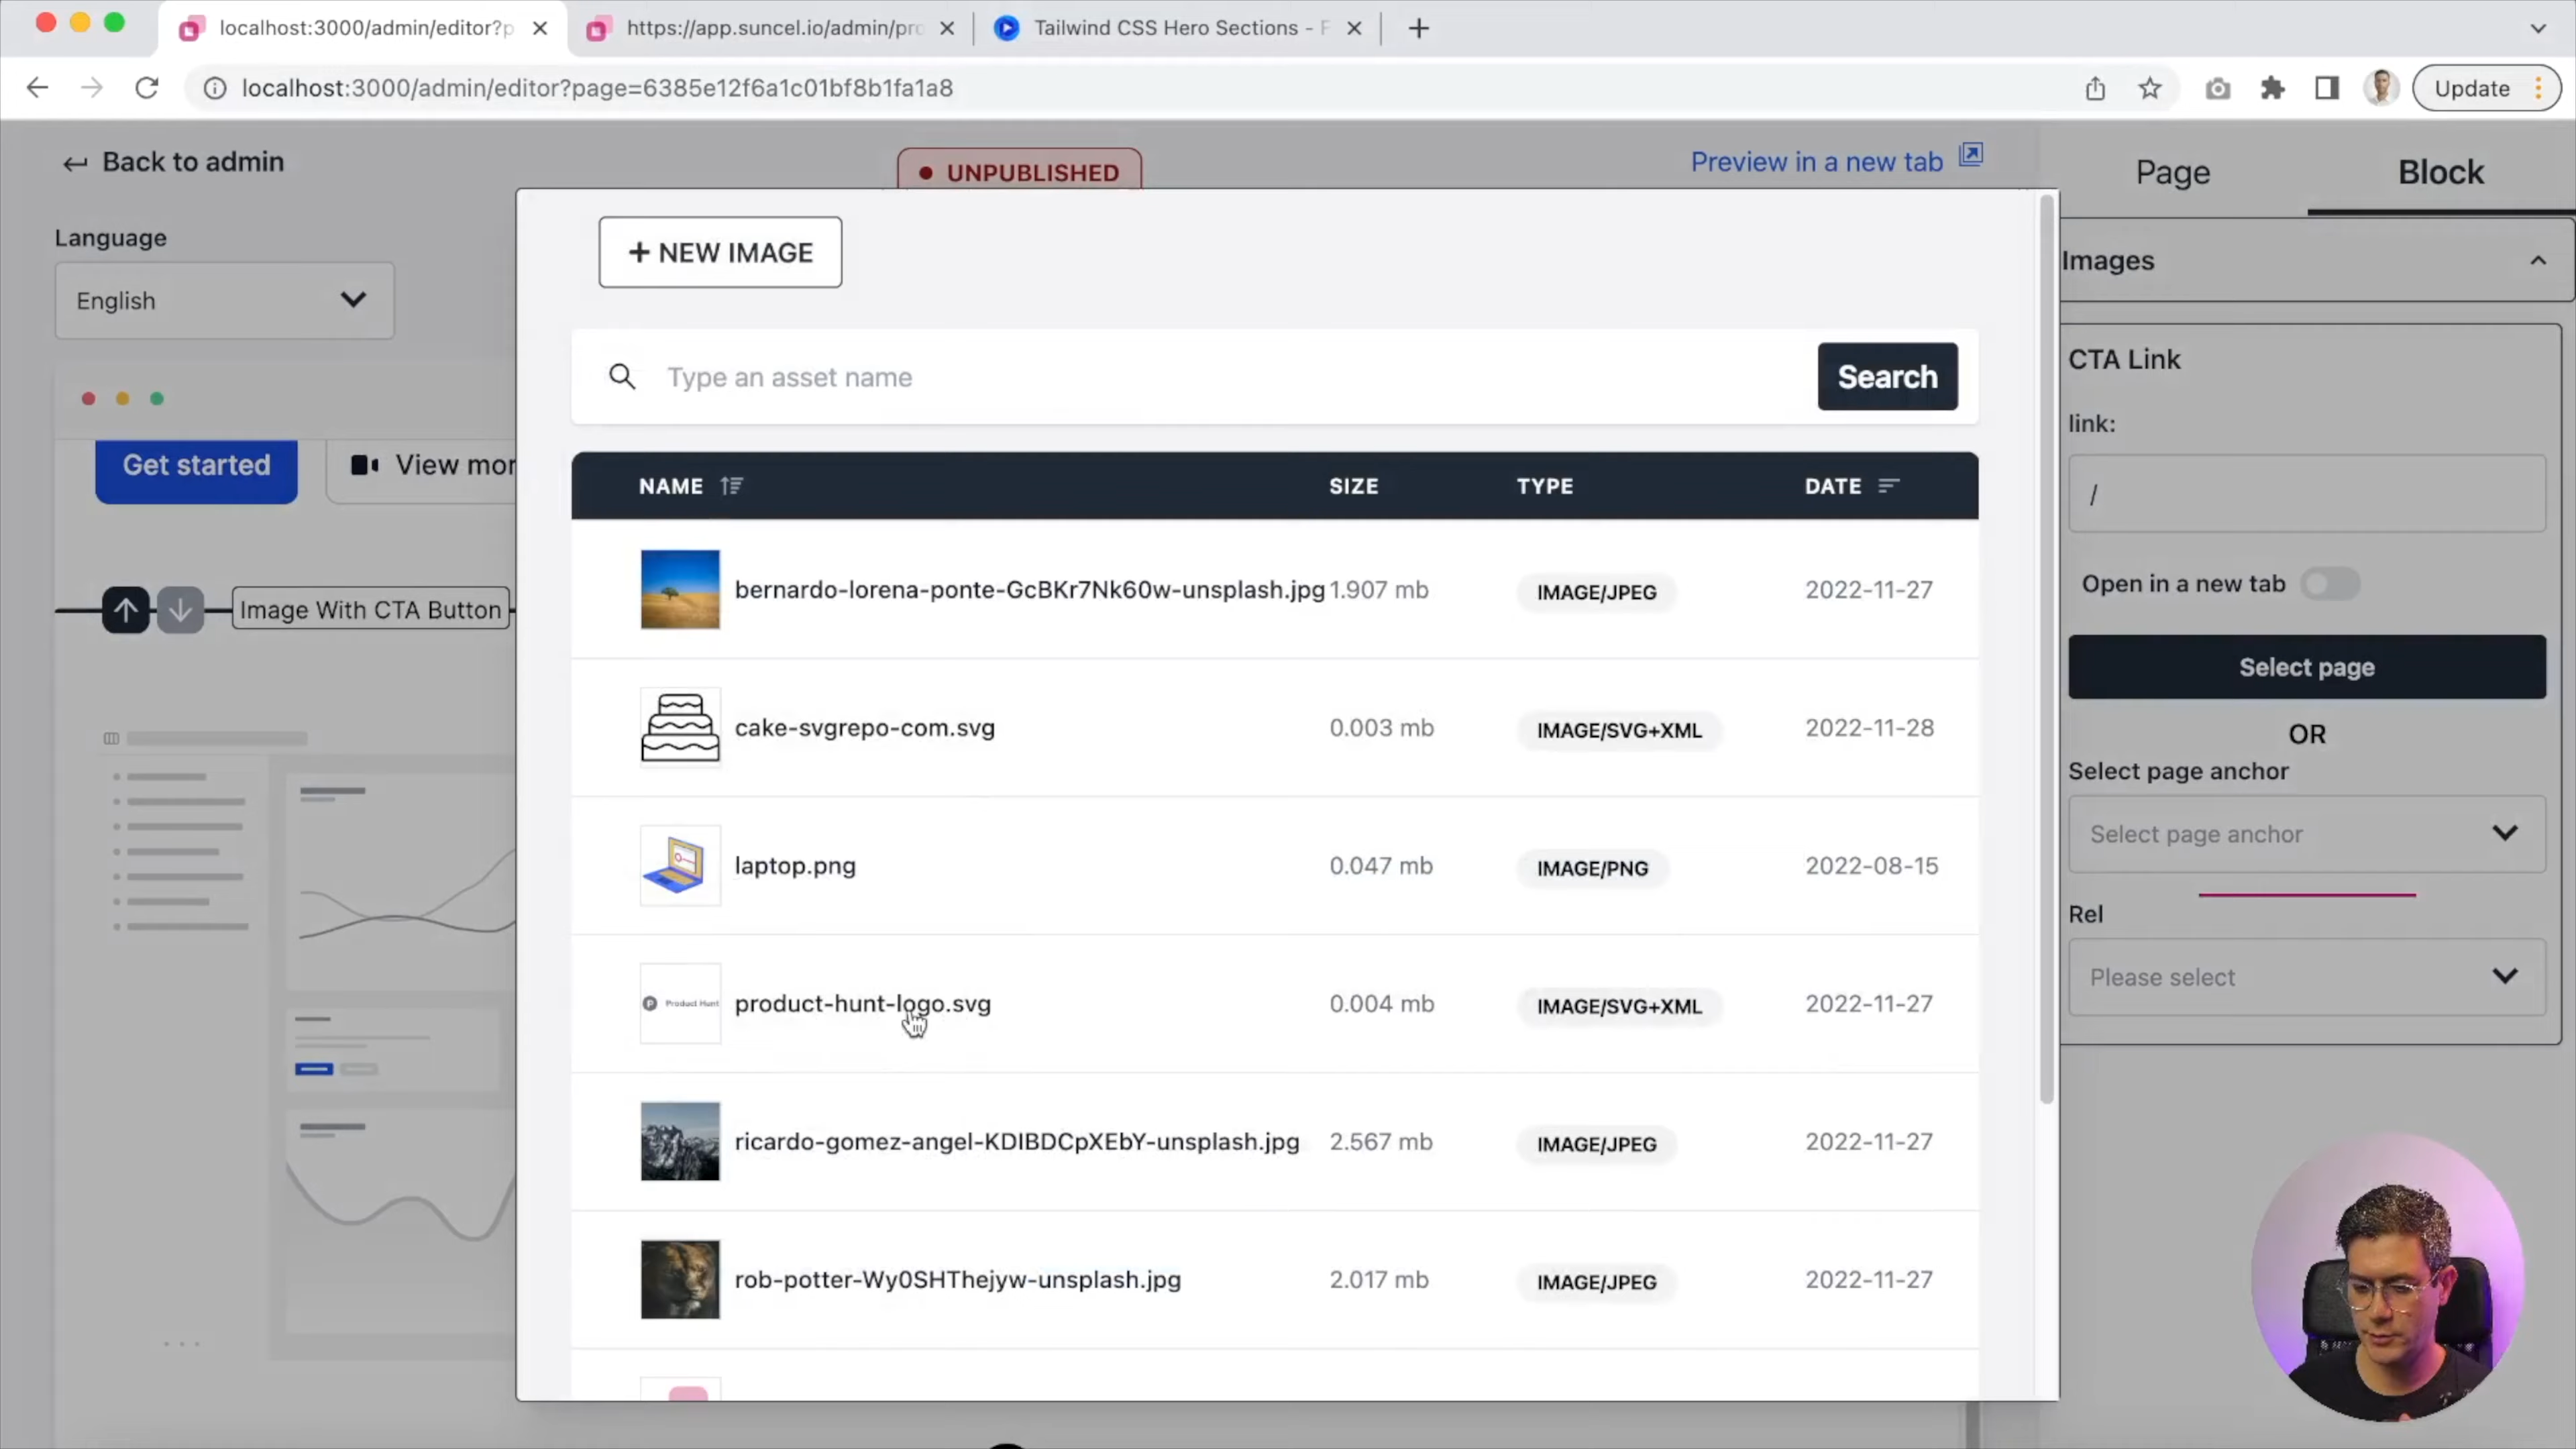 localhost:3000/admin/editor?p
https://app.suncel.io/admin/pro
Tailwind CSS Hero Sections - F
localhost:3000/admin/editor?page=6385e12f6a1c01bf8b1fa1a8
Update
Back to admin
UNPUBLISHED
Preview in a new tab
Page
Block
Language
English
+ NEW IMAGE
Images
Type an asset name
Search
CTA Link
link:
/
Get started
View mor
NAME
SIZE
TYPE
DATE
bernardo-lorena-ponte-GcBKr7Nk60w-unsplash.jpg
1.907 mb
IMAGE/JPEG
2022-11-27
Open in a new tab
Image With CTA Button
Select page
cake-svgrepo-com.svg
0.003 mb
IMAGE/SVG+XML
2022-11-28
OR
Select page anchor
Select page anchor
laptop.png
0.047 mb
IMAGE/PNG
2022-08-15
Rel
Please select
Product Hunt
product-hunt-logo.svg
0.004 mb
IMAGE/SVG+XML
2022-11-27
ricardo-gomez-angel-KDIBDCpXEbY-unsplash.jpg
2.567 mb
IMAGE/JPEG
2022-11-27
rob-potter-Wy0SHThejyw-unsplash.jpg
2.017 mb
IMAGE/JPEG
2022-11-27